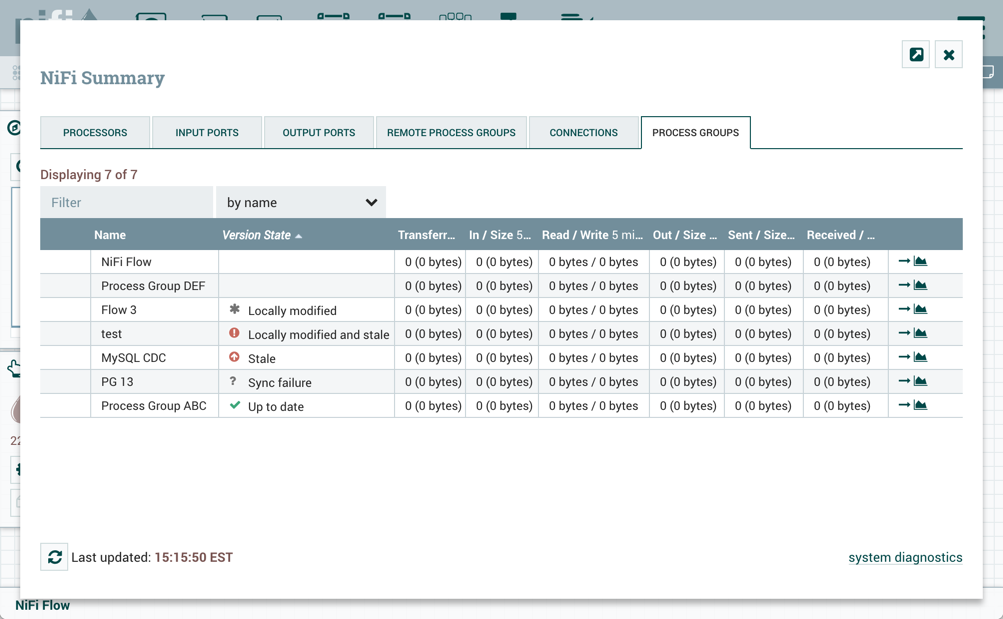 NiFi Summary
PROCESSORS INPUT PORTS OUTPUT PORTS REMOTE PROCESS GROUPS CONNECTIONS PROCESS GROUPS
Displaying 7 of 7
Filter by name
Name Version State Transferr... In / Size 5... Read / Write 5 mi... Out / Size ... Sent / Size... Received / ...
NiFi Flow 0 (0 bytes) 0 (0 bytes) 0 bytes / 0 bytes 0 (0 bytes) 0 (0 bytes) 0 (0 bytes)
Process Group DEF 0 (0 bytes) 0 (0 bytes) 0 bytes / 0 bytes 0 (0 bytes) 0 (0 bytes) 0 (0 bytes)
Flow 3 Locally modified 0 (0 bytes) 0 (0 bytes) 0 bytes / 0 bytes 0 (0 bytes) 0 (0 bytes) 0 (0 bytes)
test Locally modified and stale 0 (0 bytes) 0 (0 bytes) 0 bytes / 0 bytes 0 (0 bytes) 0 (0 bytes) 0 (0 bytes)
MySQL CDC Stale 0 (0 bytes) 0 (0 bytes) 0 bytes / 0 bytes 0 (0 bytes) 0 (0 bytes) 0 (0 bytes)
PG 13 ? Sync failure 0 (0 bytes) 0 (0 bytes) 0 bytes / 0 bytes 0 (0 bytes) 0 (0 bytes) 0 (0 bytes)
Process Group ABC Up to date 0 (0 bytes) 0 (0 bytes) 0 bytes / 0 bytes 0 (0 bytes) 0 (0 bytes) 0 (0 bytes)
Last updated: 15:15:50 EST system diagnostics
NiFi Flow